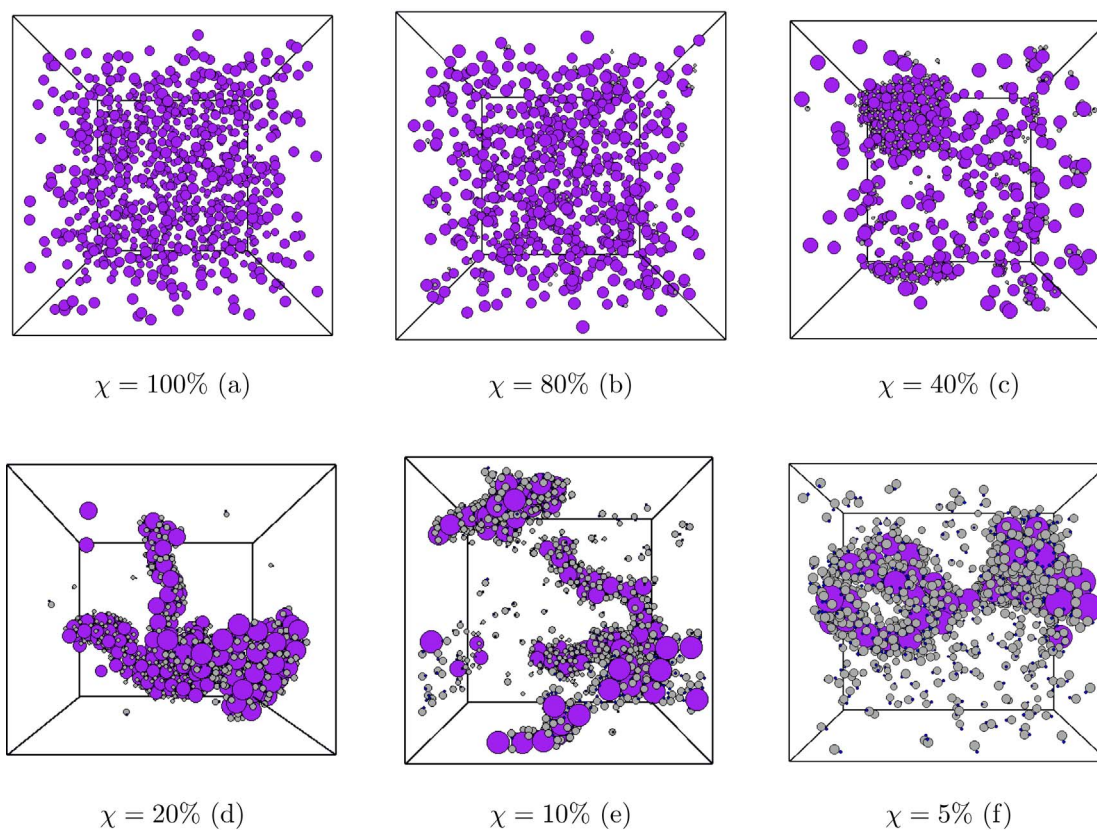 χ = 100% (a)
χ = 80% (b)
χ = 40% (c)
χ = 20% (d)
χ = 10% (e)
χ = 5% (f)